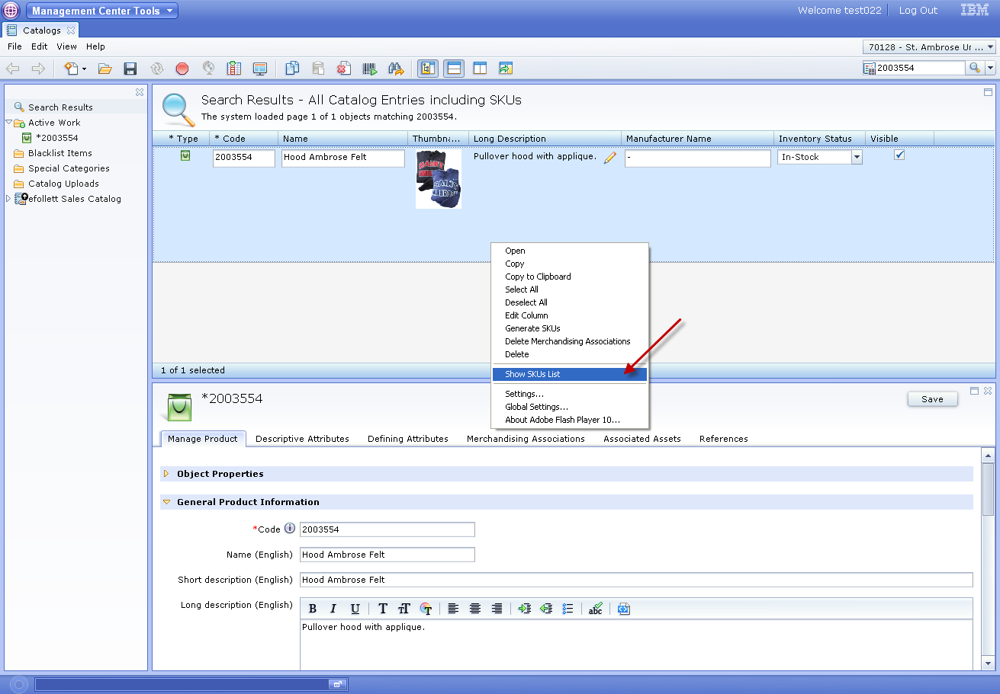 Management Center Tools
Welcome test022
Log Out
IBM
Catalogs
File Edit View Help
70128 - St. Ambrose Ur ...
2003554
Search Results
Active Work
*2003554
Blacklist Items
Special Categories
Catalog Uploads
efollett Sales Catalog
Search Results - All Catalog Entries including SKUs
The system loaded page 1 of 1 objects matching 2003554.
* Type * Code Name Thumbna... Long Description Manufacturer Name Inventory Status Visible
2003554 Hood Ambrose Felt Pullover hood with applique. - In-Stock
SAINT
AMBROSE
Open
Copy
Copy to Clipboard
Select All
Deselect All
Edit Column
Generate SKUs
Delete Merchandising Associations
Delete
Show SKUs List
Settings...
Global Settings...
About Adobe Flash Player 10...
1 of 1 selected
*2003554
Save
Manage Product Descriptive Attributes Defining Attributes Merchandising Associations Associated Assets References
Object Properties
General Product Information
*Code 2003554
Name (English) Hood Ambrose Felt
Short description (English) Hood Ambrose Felt
Long description (English)
B I U T TT T abc
Pullover hood with applique.